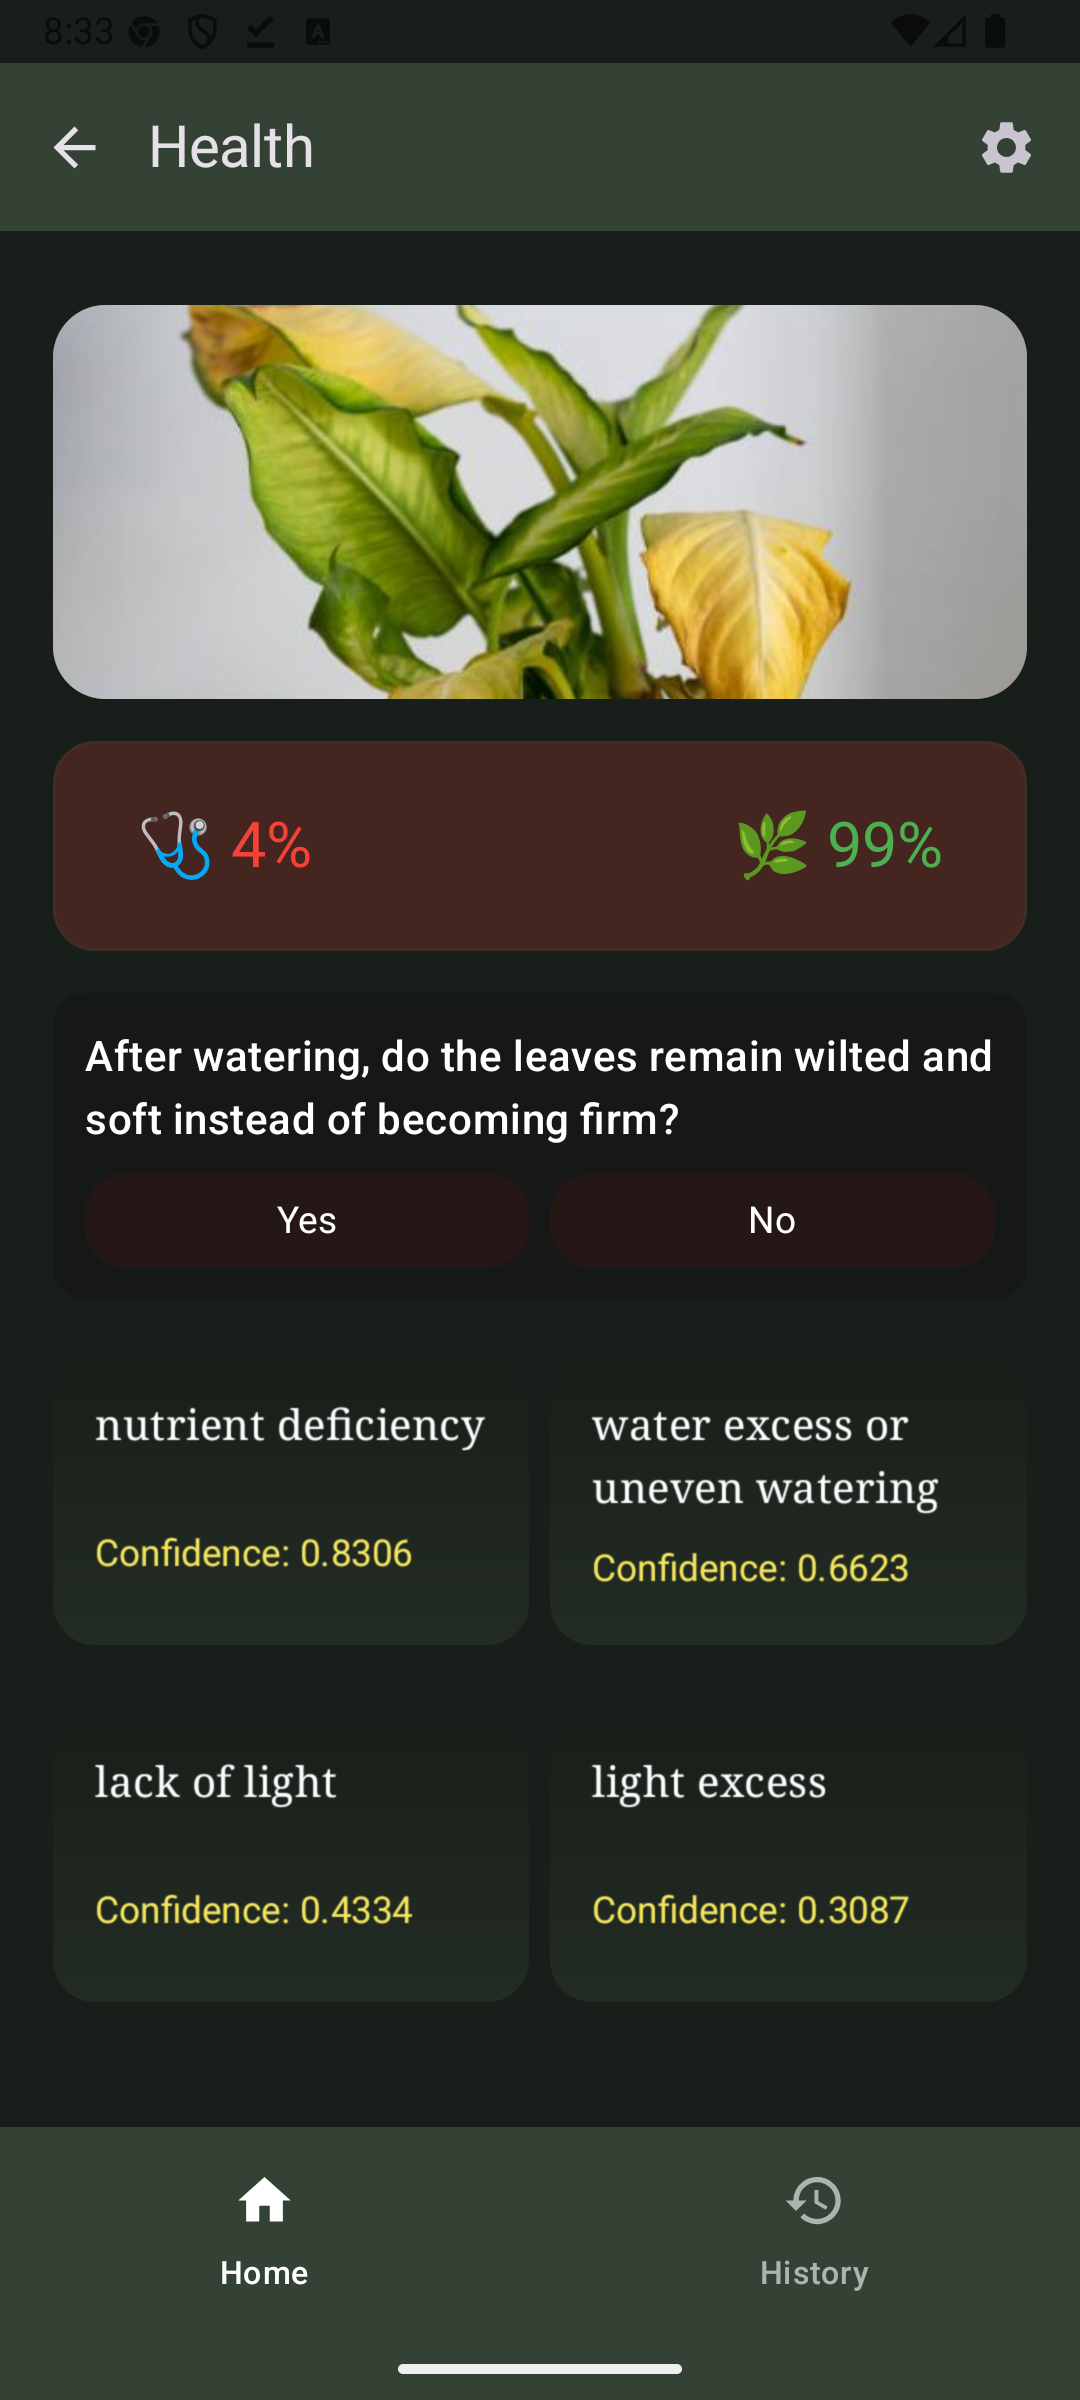 8:33
Health
4%
99%
After watering, do the leaves remain wilted and
soft instead of becoming firm?
Yes
No
nutrient deficiency
Confidence: 0.8306
water excess or
uneven watering
Confidence: 0.6623
lack of light
Confidence: 0.4334
light excess
Confidence: 0.3087
Home
History